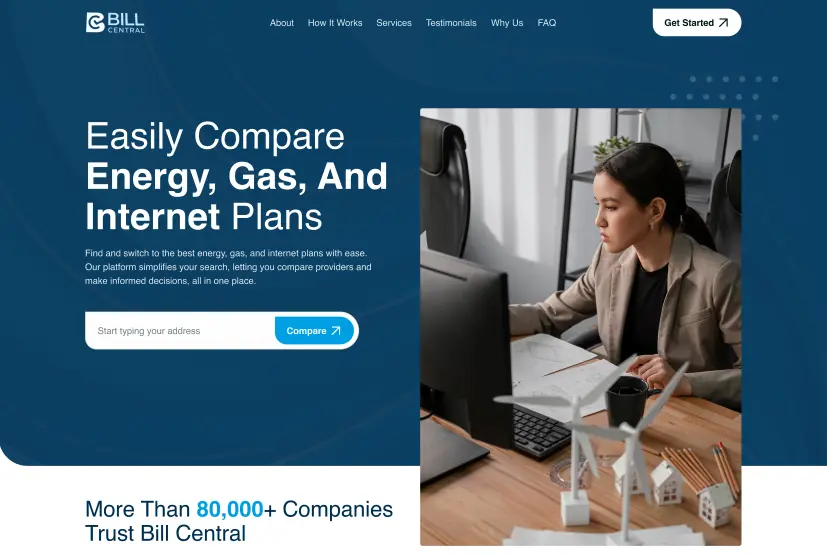 BILL
CENTRAL
About
How It Works
Services
Testimonials
Why Us
FAQ
Get Started
Easily Compare
Energy, Gas, And
Internet Plans
Find and switch to the best energy, gas, and internet plans with ease.
Our platform simplifies your search, letting you compare providers and
make informed decisions, all in one place.
Start typing your address
Compare
More Than 80,000+ Companies
Trust Bill Central